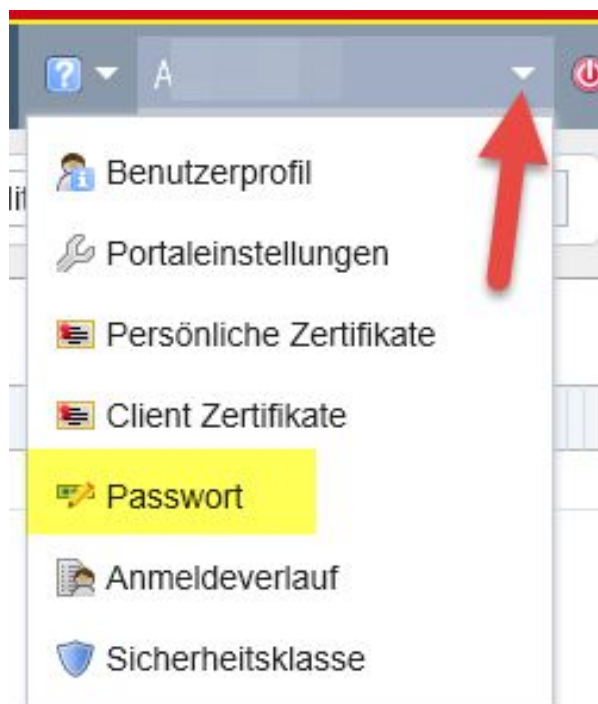 A
Benutzerprofil
Portaleinstellungen
Persönliche Zertifikate
Client Zertifikate
Passwort
Anmeldeverlauf
Sicherheitsklasse